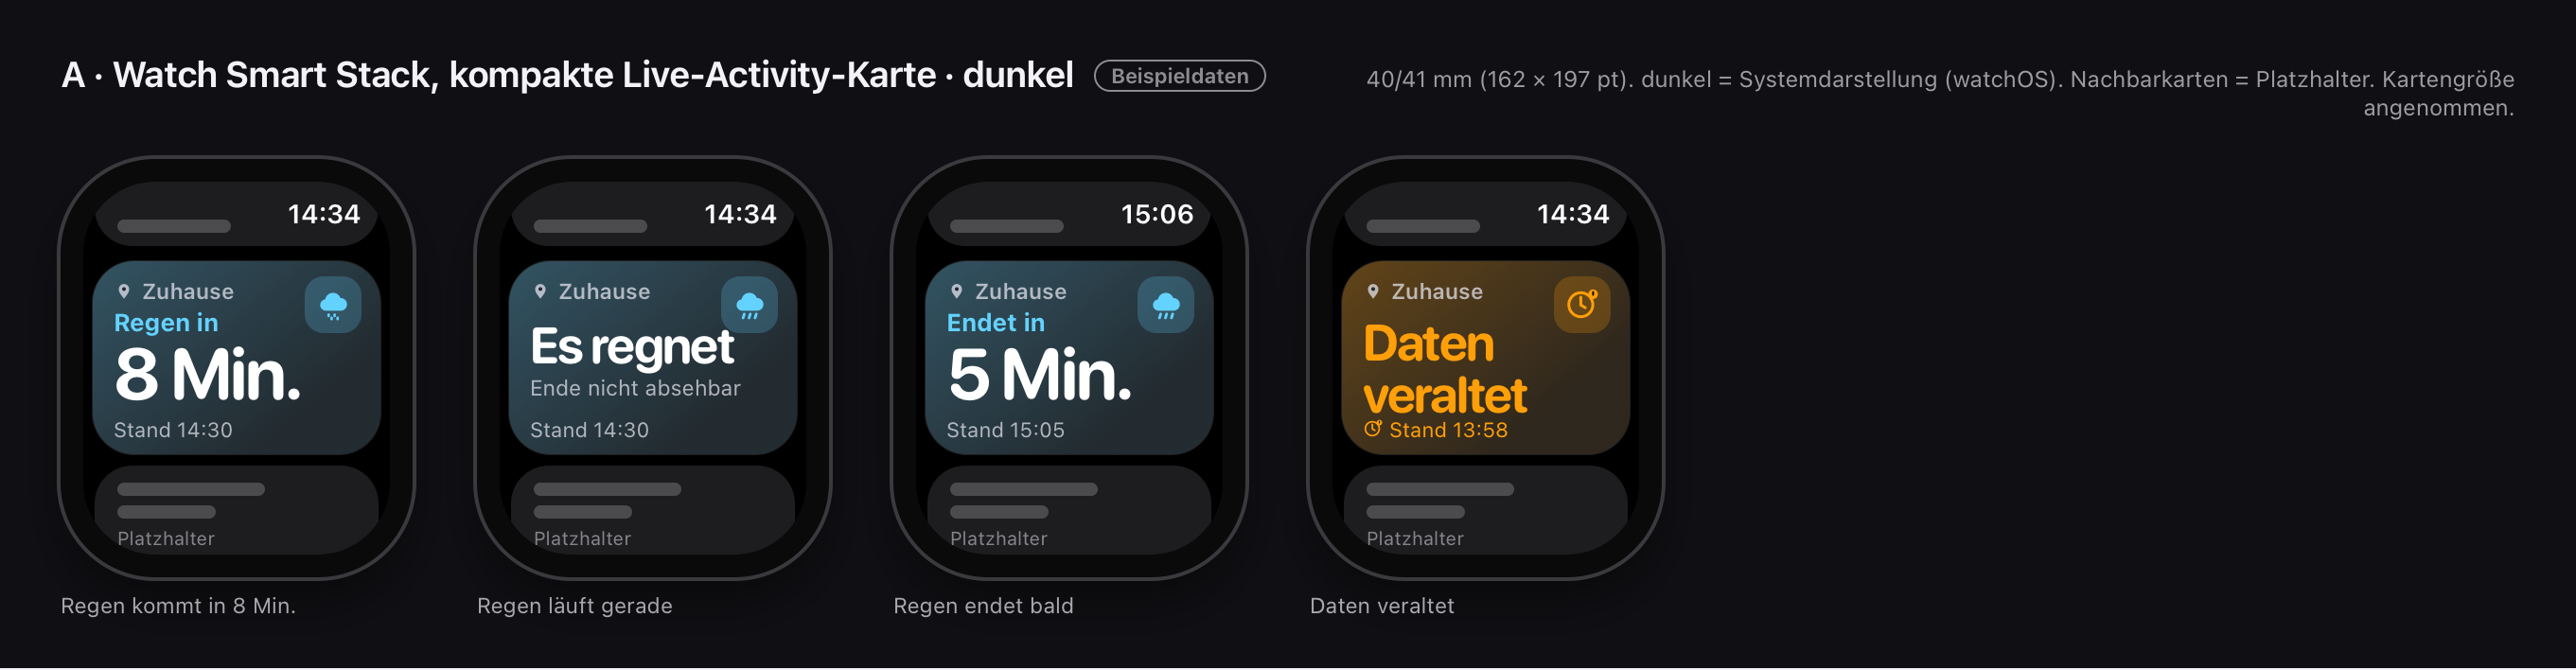 A · Watch Smart Stack, kompakte Live-Activity-Karte · dunkel
Beispieldaten
40/41 mm (162 × 197 pt). dunkel = Systemdarstellung (watchOS). Nachbarkarten = Platzhalter. Kartengröße
angenommen.
14:34
Zuhause
Regen in
8 Min.
Stand 14:30
Platzhalter
Regen kommt in 8 Min.
14:34
Zuhause
Es regnet
Ende nicht absehbar
Stand 14:30
Platzhalter
Regen läuft gerade
15:06
Zuhause
Endet in
5 Min.
Stand 15:05
Platzhalter
Regen endet bald
14:34
Zuhause
Daten
veraltet
Stand 13:58
Platzhalter
Daten veraltet